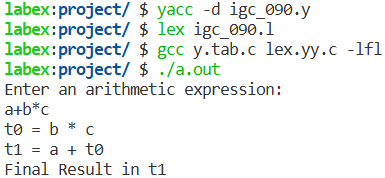 labex:project/ $ yacc -d igc_090.y
labex:project/ $ lex igc_090.l
labex:project/ $ gcc y.tab.c lex.yy.c -lfl
labex:project/ $ ./a.out
Enter an arithmetic expression:
a+b*c
t0 = b * c
t1 = a + t0
Final Result in t1